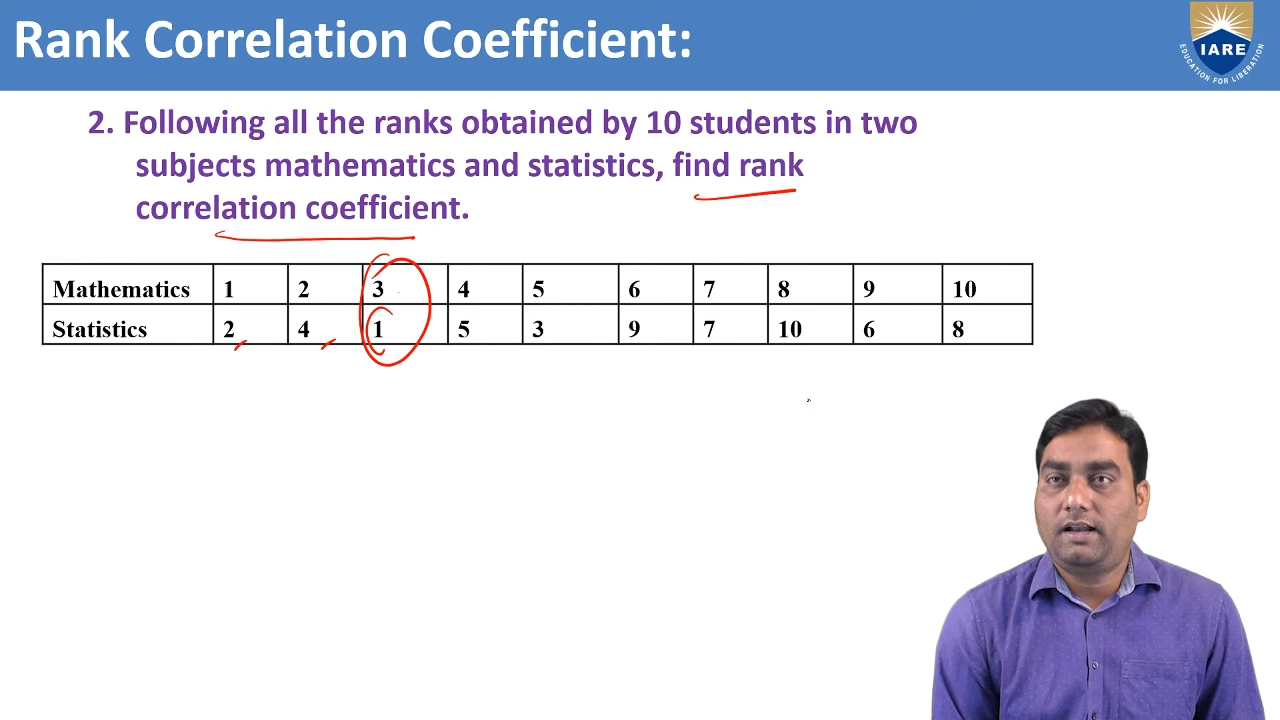 Rank Correlation Coefficient:
IARE
EDUCATION FOR LIBERATION
2. Following all the ranks obtained by 10 students in two
subjects mathematics and statistics, find rank
correlation coefficient.
Mathematics 1 2 3 4 5 6 7 8 9 10
Statistics 2 4 1 5 3 9 7 10 6 8